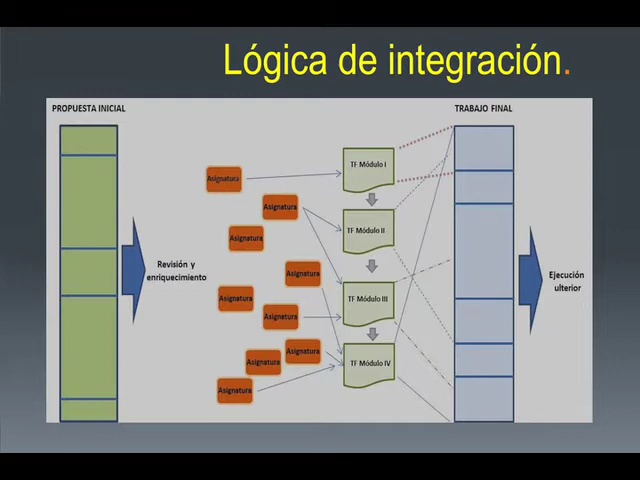 Lógica de integración.
PROPUESTA INICIAL
TRABAJO FINAL
TF Módulo I
Asignatura
Asignatura
TF Módulo II
Asignatura
Revisión y
enriquecimiento
Asignatura
Ejecución
ulterior
Asignatura
TF Módulo III
Asignatura
Asignatura
Asignatura
TF Módulo IV
Asignatura